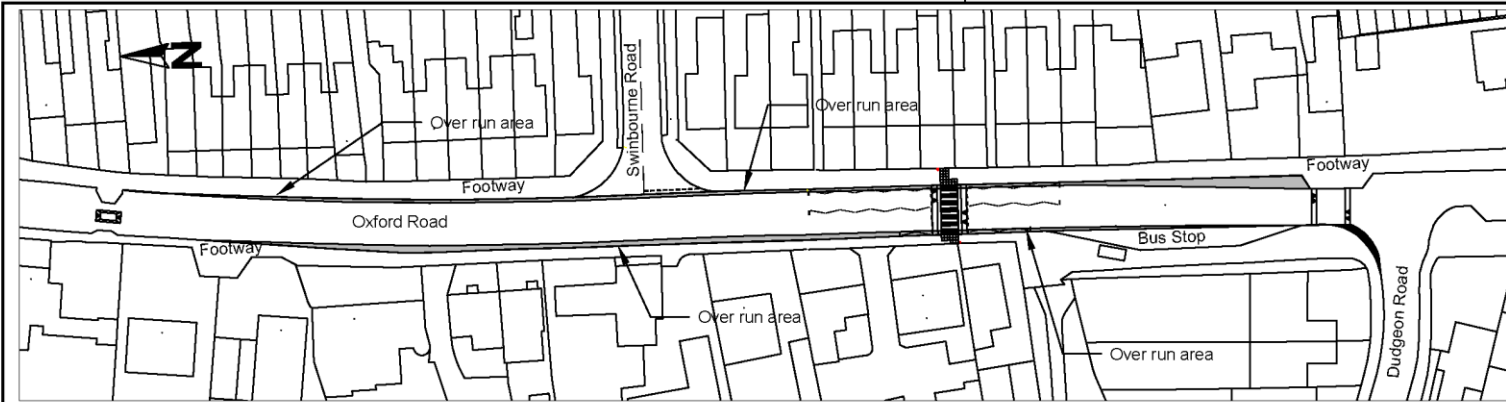 N
Over run area
Swinbourne Road
Over run area
Footway
Footway
Oxford Road
Footway
Bus Stop
Over run area
Over run area
Dudgeon Road